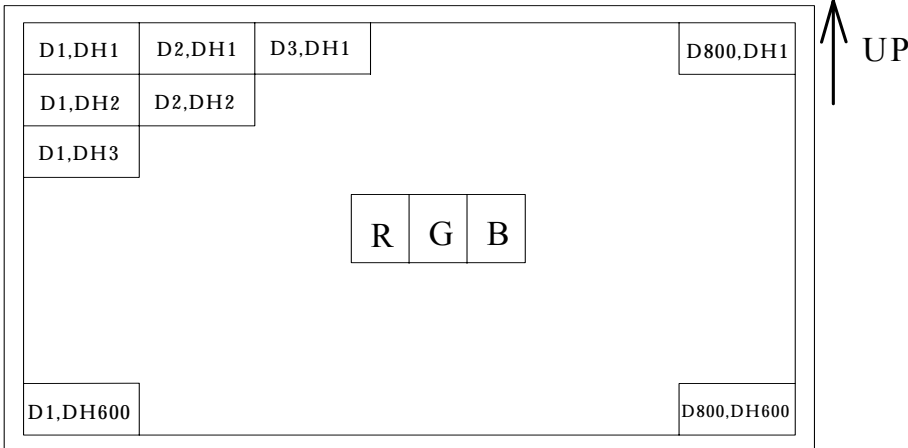 D1,DH1 D2,DH1 D3,DH1 D800,DH1 UP
D1,DH2 D2,DH2
D1,DH3
R G B
D1,DH600 D800,DH600